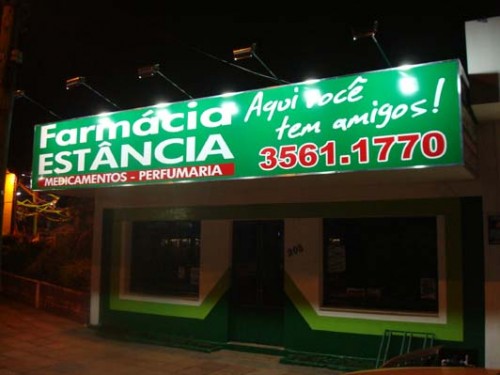 Farmácia
ESTÂNCIA
MEDICAMENTOS - PERFUMARIA
Aqui você
tem amigos!
3561.1770